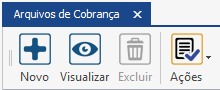 Arquivos de Cobrança
Novo Visualizar Excluir Ações